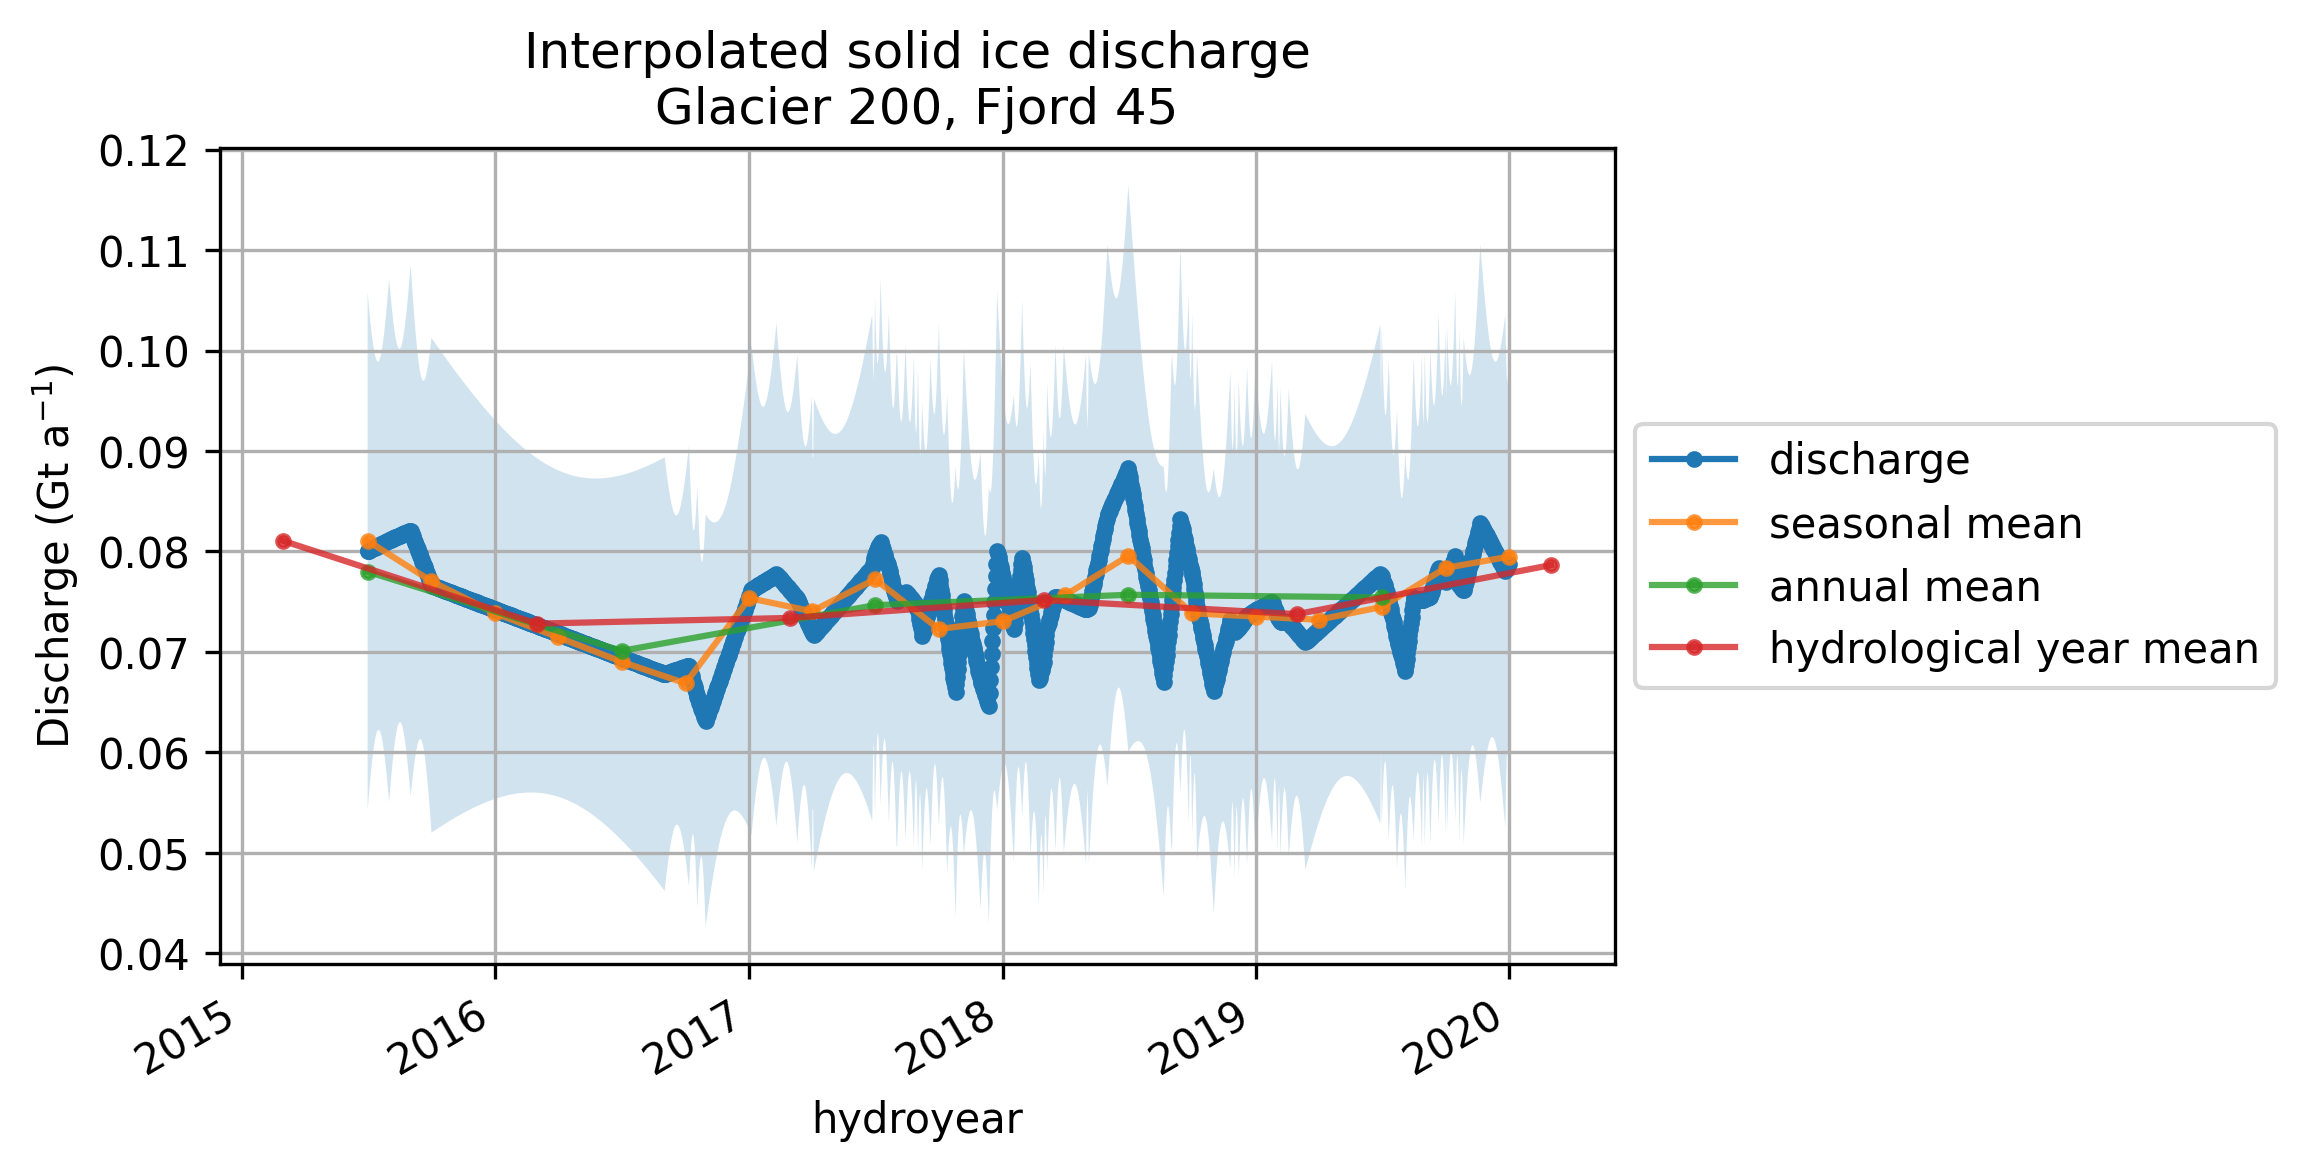 Interpolated solid ice discharge
Glacier 200, Fjord 45
0.12
0.11
0.10
0.09
0.08
0.07
0.06
0.05
0.04
Discharge (Gt a⁻¹)
2015
2016
2017
2018
2019
2020
hydroyear
discharge
seasonal mean
annual mean
hydrological year mean